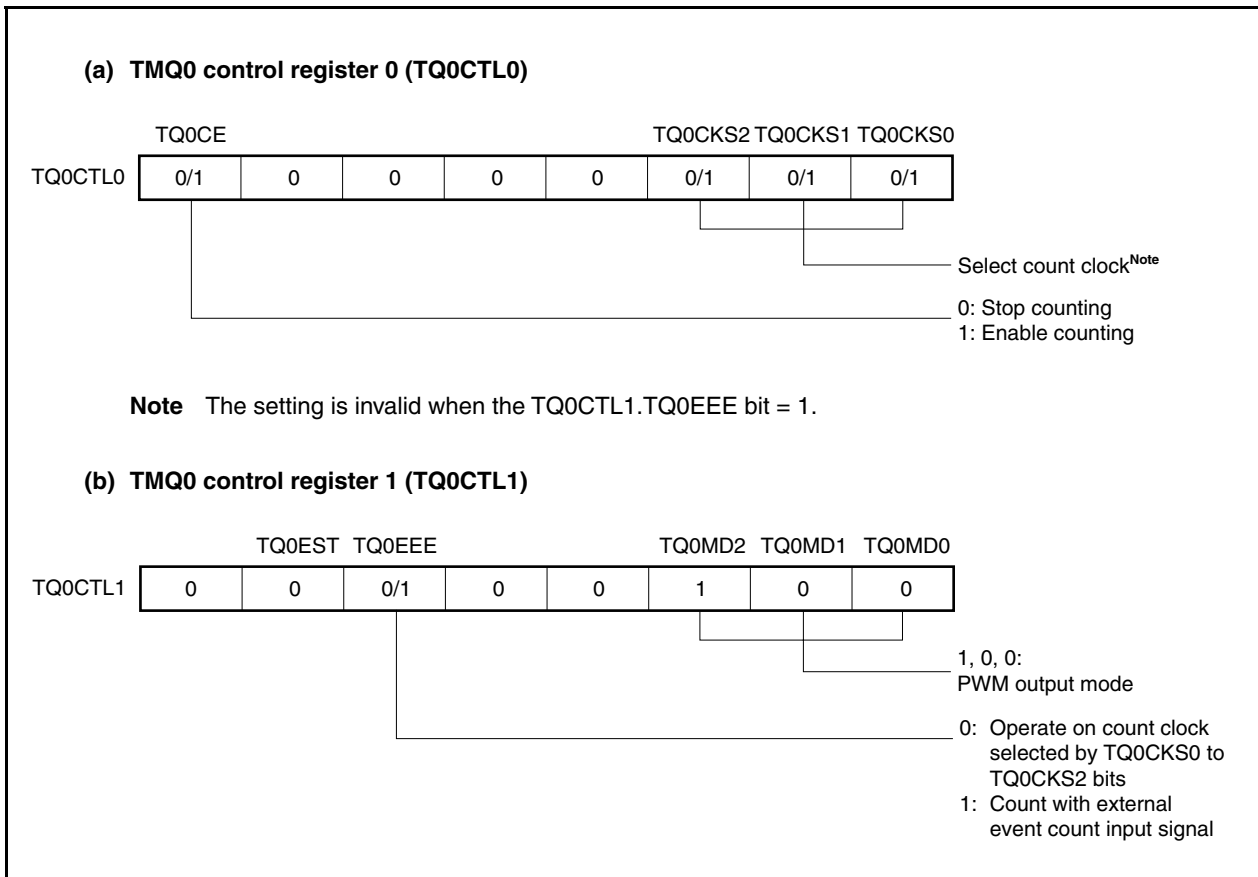 (a) TMQ0 control register 0 (TQ0CTL0)
TQ0CE TQ0CKS2 TQ0CKS1 TQ0CKS0
TQ0CTL0 0/1 0 0 0 0 0/1 0/1 0/1
Select count clockNote
0: Stop counting
1: Enable counting
Note The setting is invalid when the TQ0CTL1.TQ0EEE bit = 1.
(b) TMQ0 control register 1 (TQ0CTL1)
TQ0EST TQ0EEE TQ0MD2 TQ0MD1 TQ0MD0
TQ0CTL1 0 0 0/1 0 0 1 0 0
1, 0, 0:
PWM output mode
0: Operate on count clock
selected by TQ0CKS0 to
TQ0CKS2 bits
1: Count with external
event count input signal